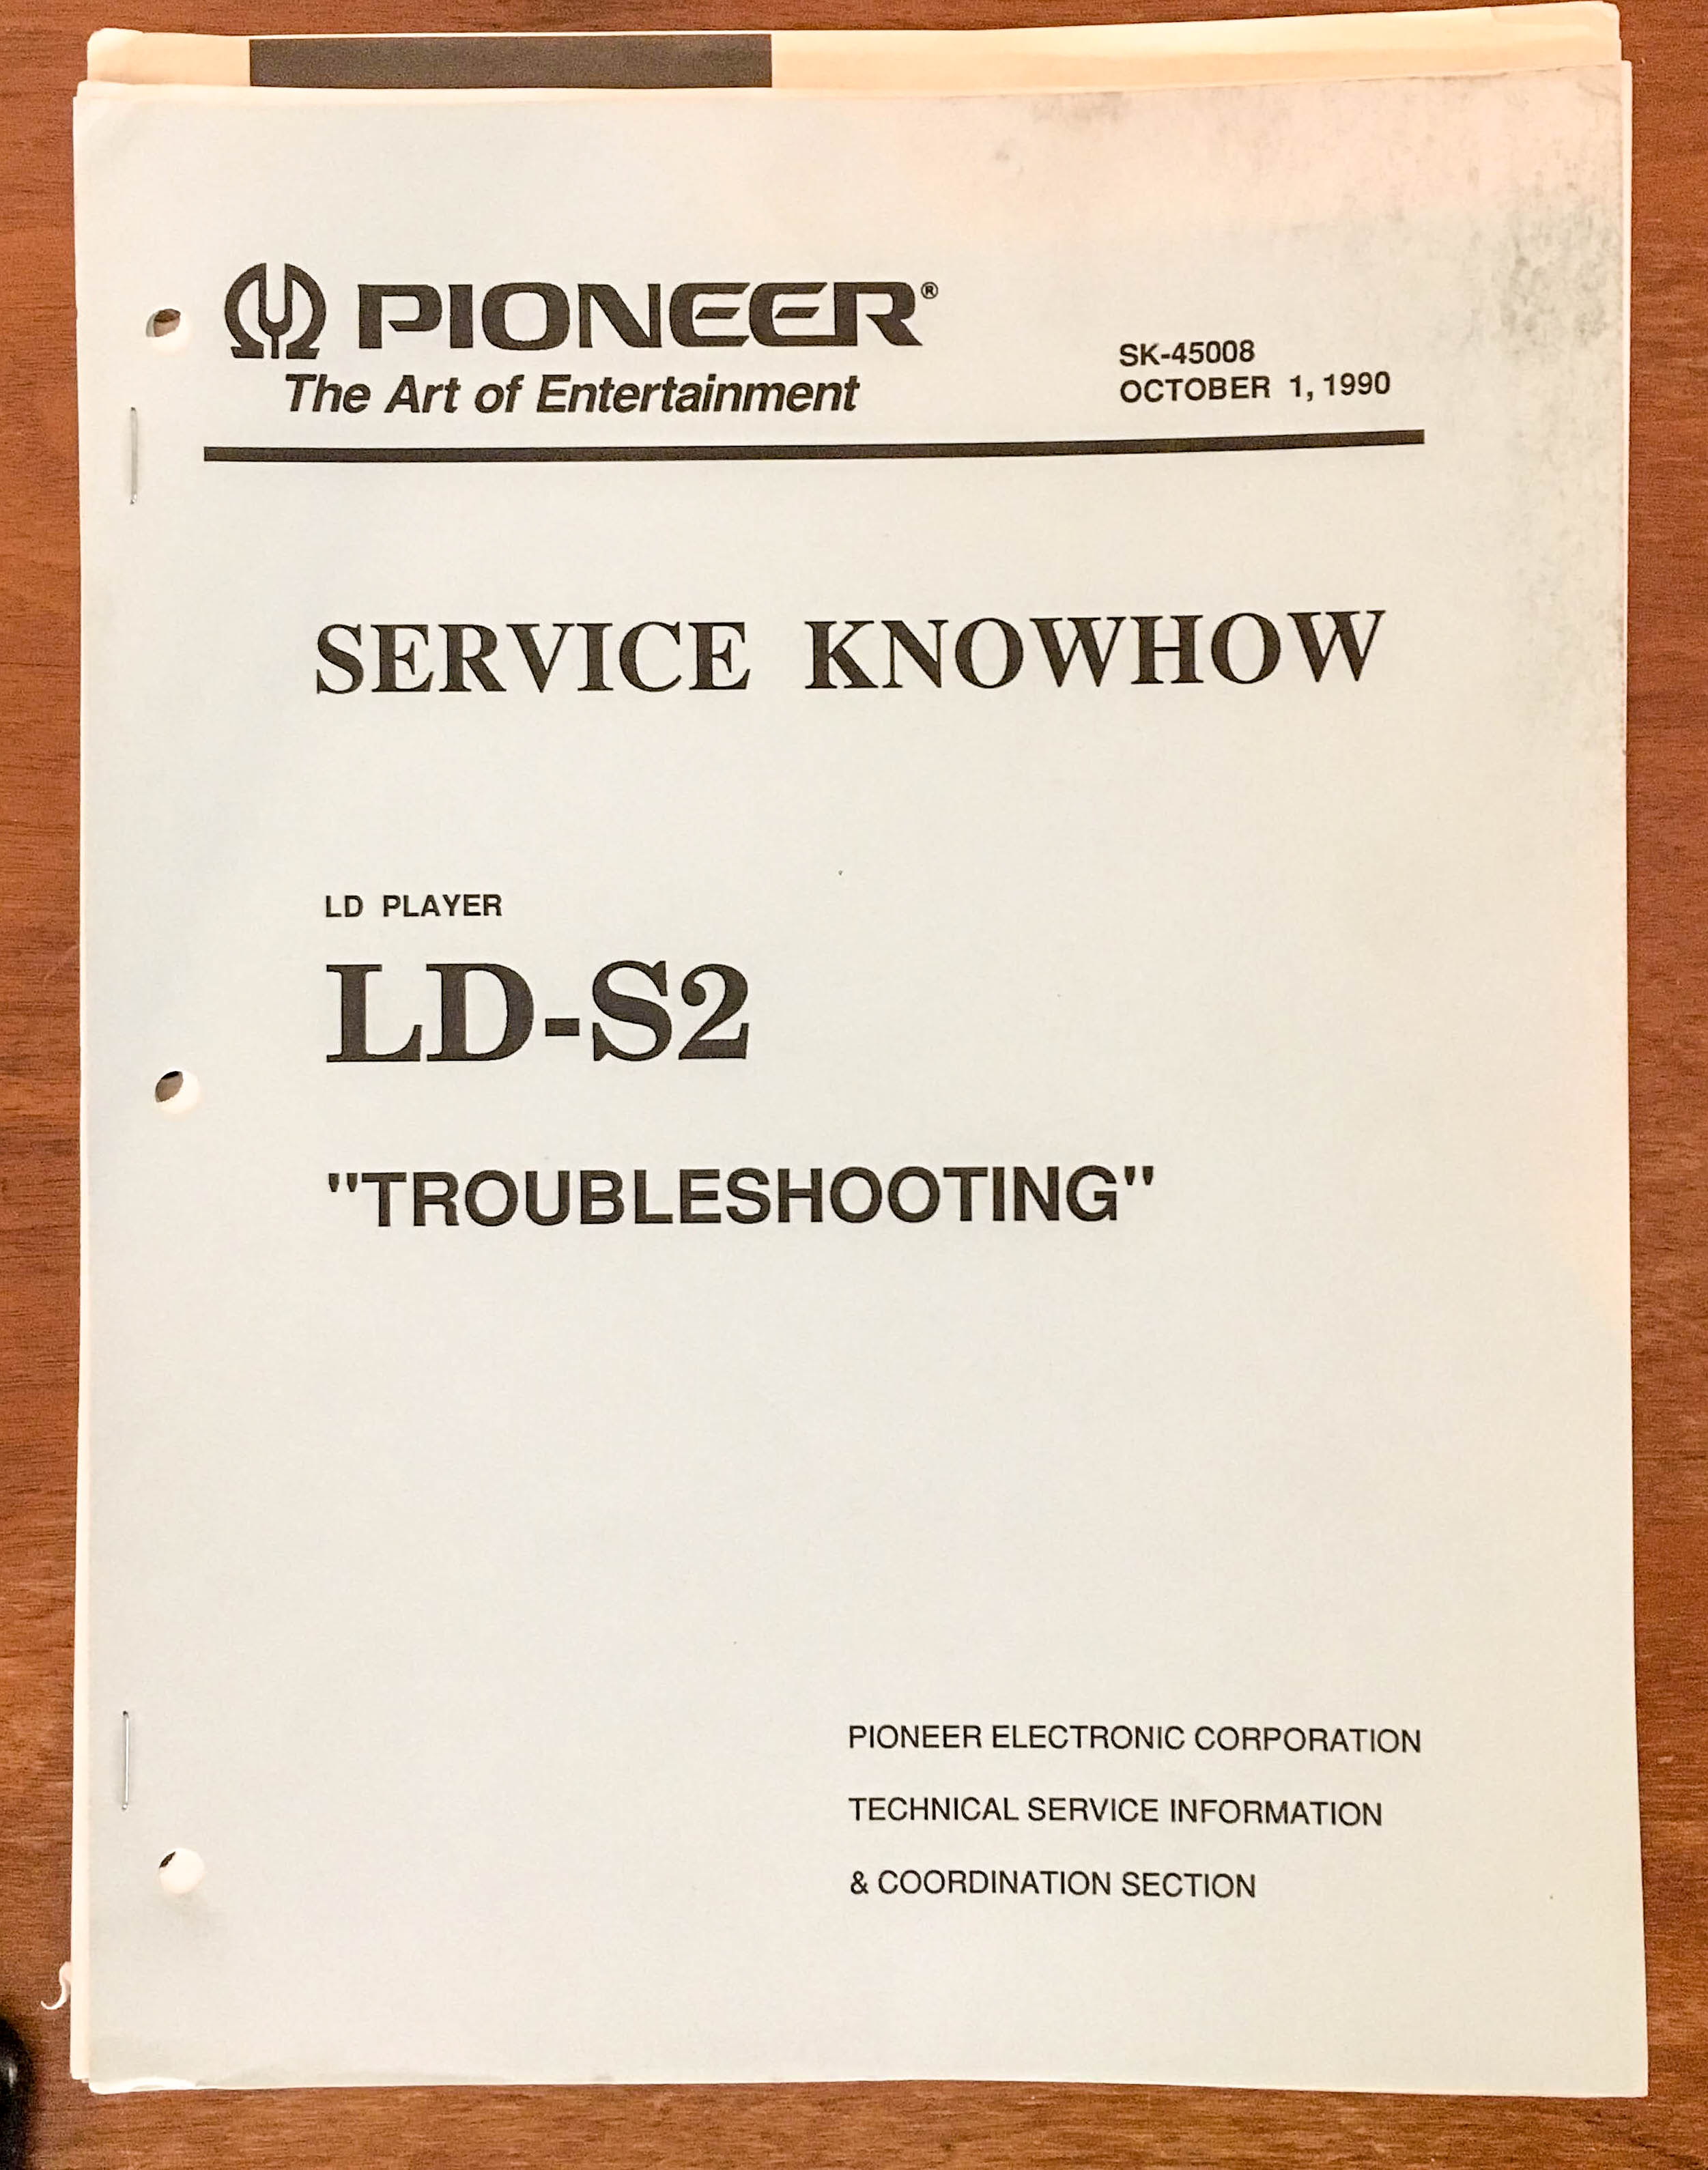 PIONEER®
The Art of Entertainment
SK-45008
OCTOBER 1, 1990
SERVICE KNOWHOW
LD PLAYER
LD-S2
"TROUBLESHOOTING"
PIONEER ELECTRONIC CORPORATION
TECHNICAL SERVICE INFORMATION
& COORDINATION SECTION